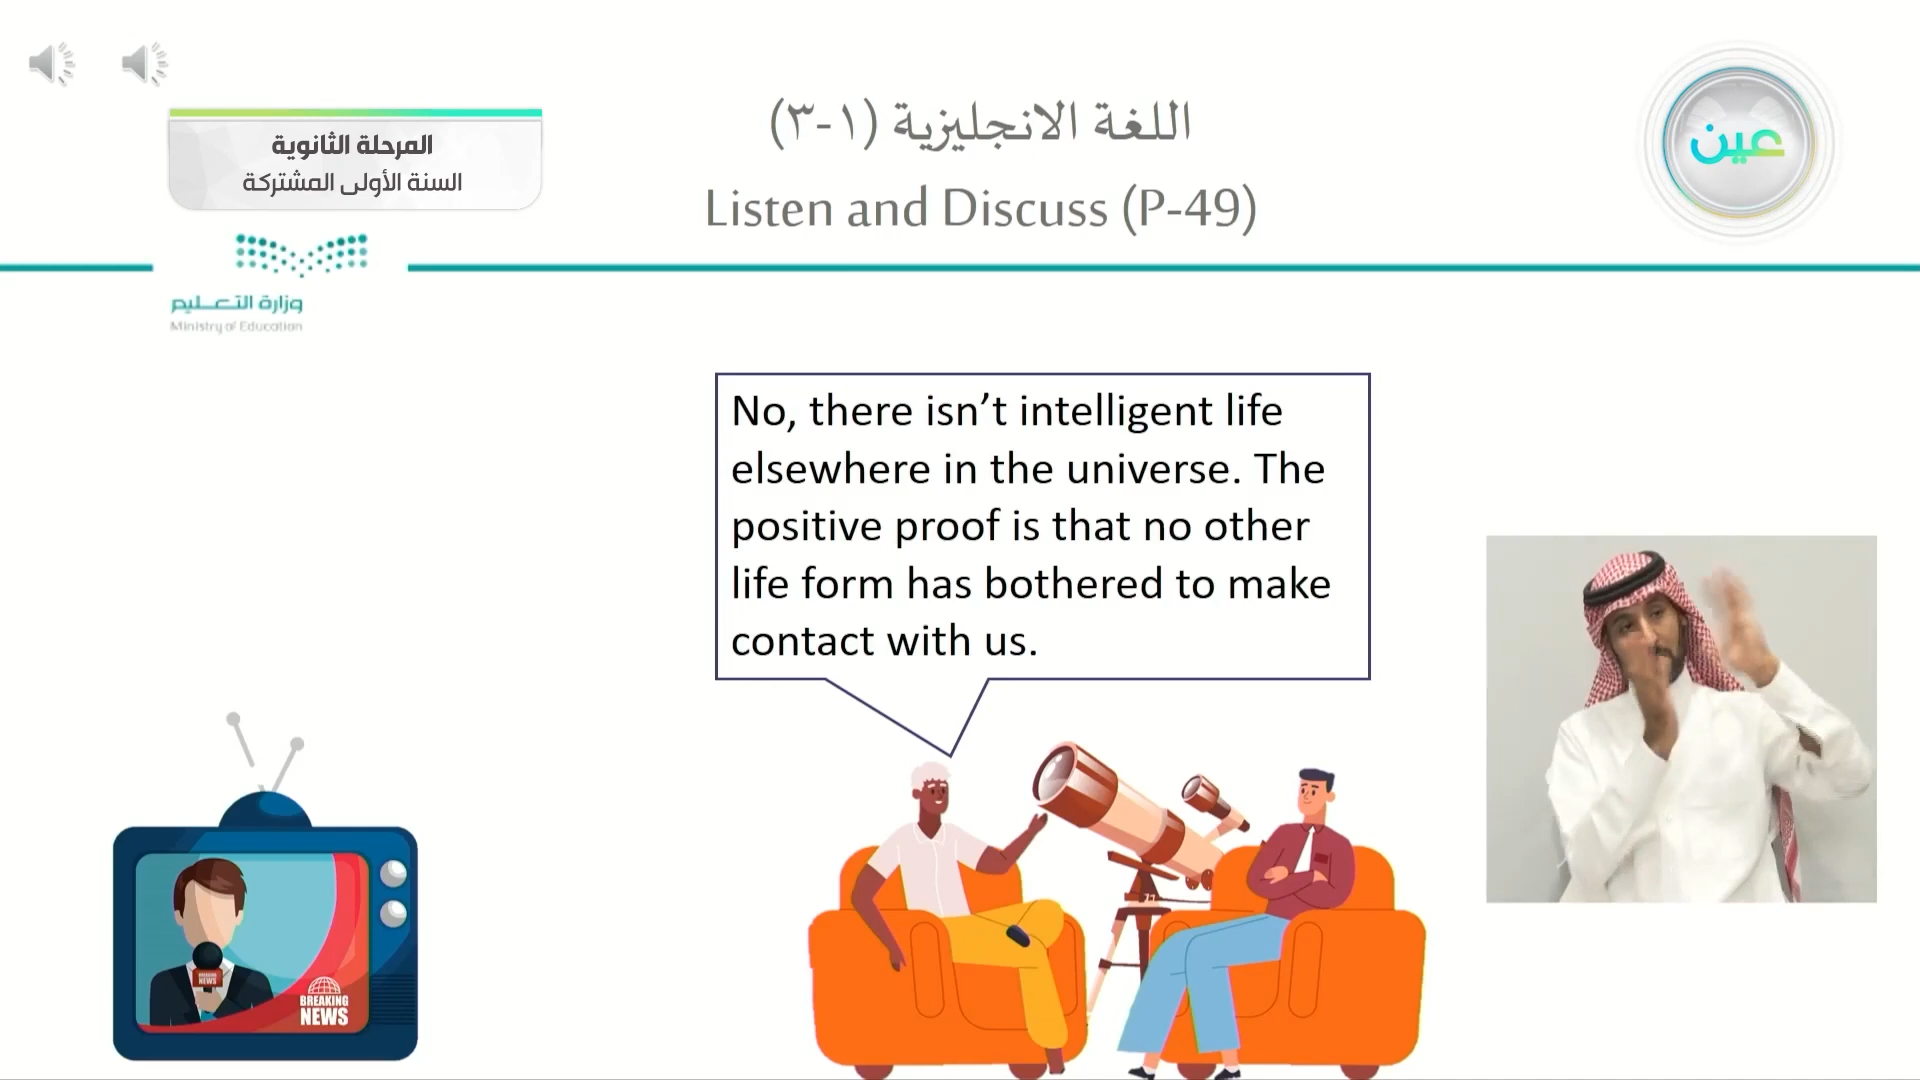 اللغة الانجليزية (١-٣)
Listen and Discuss (P-49)
المرحلة الثانوية
السنة الأولى المشتركة
عين
وزارة التعليم
Ministry of Education
No, there isn’t intelligent life
elsewhere in the universe. The
positive proof is that no other
life form has bothered to make
contact with us.
BREAKING
NEWS
BREAKING
NEWS